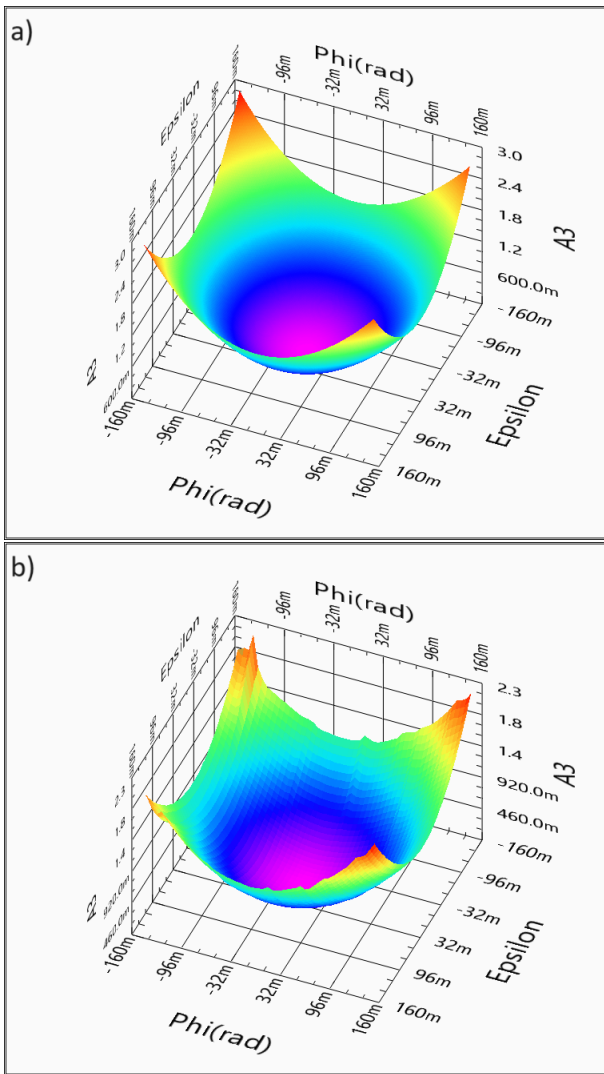 a)
Phi(rad)
-96m
-32m
32m
96m
160m
Epsilon
3.0
2.4
1.8
1.2
600.0m
A3
-160m
-96m
-32m
32m
96m
160m
Epsilon
3.0
2.4
1.8
1.2
600.0m
-160m
-96m
-32m
32m
96m
160m
Phi(rad)
b)
Phi(rad)
-96m
-32m
32m
96m
160m
Epsilon
2.3
1.8
1.4
920.0m
460.0m
A3
-160m
-96m
-32m
32m
96m
160m
Epsilon
2.3
1.8
1.4
920.0m
460.0m
-160m
-96m
-32m
32m
96m
160m
Phi(rad)